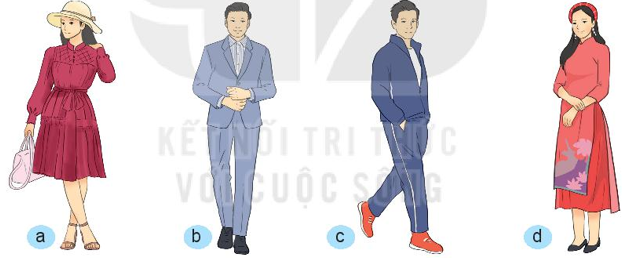 KẾT NỐI TRI THỨC
VỚI CUỘC SỐNG
a
b
c
d